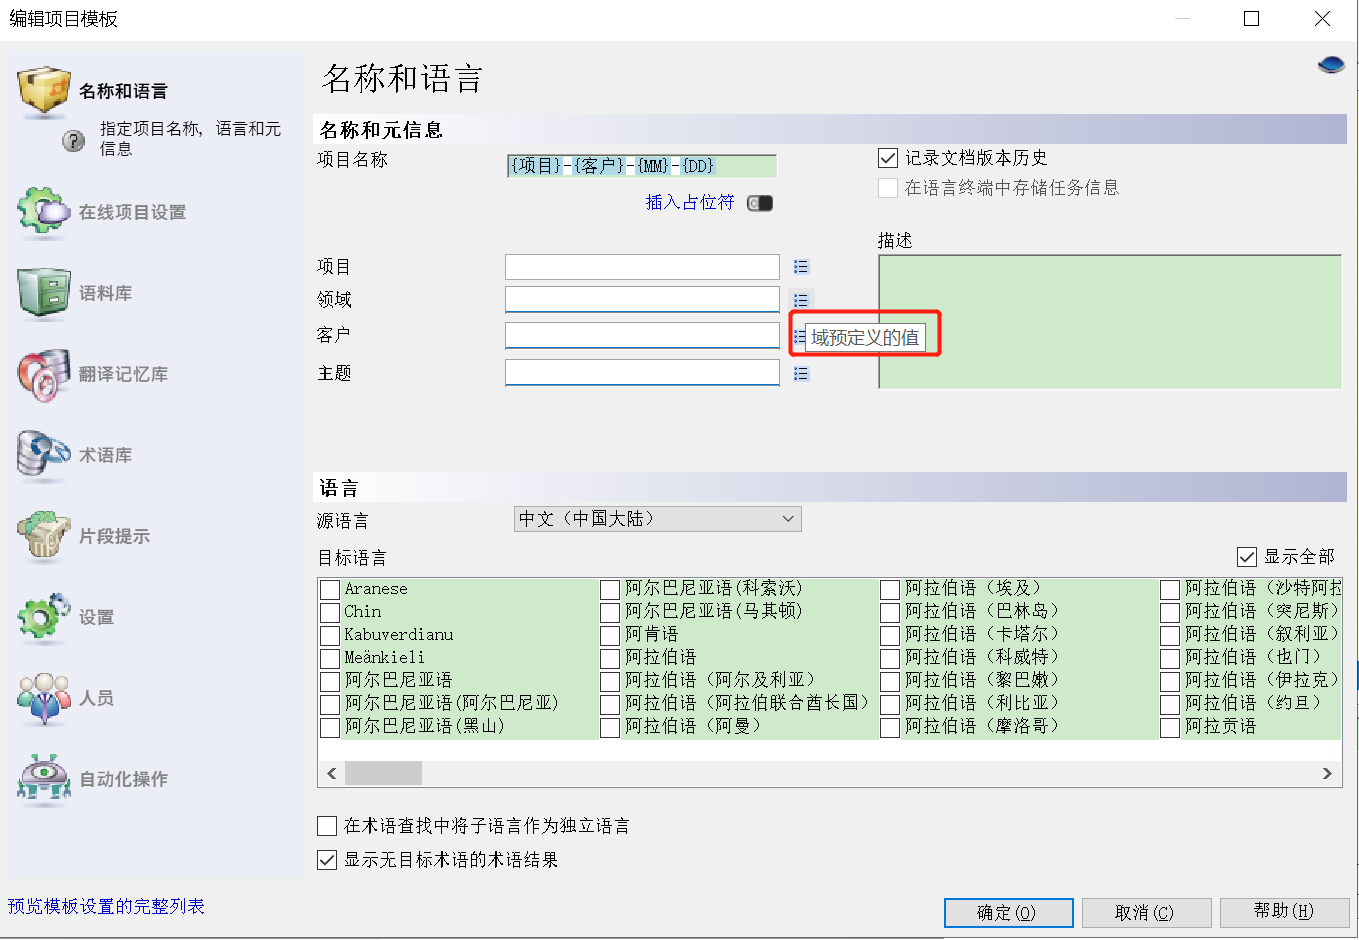 编辑项目模板
名称和语言
指定项目名称, 语言和元
信息
在线项目设置
语料库
翻译记忆库
术语库
片段提示
设置
人员
自动化操作
预览模板设置的完整列表
名称和语言
名称和元信息
项目名称
{项目}-{客户}-{MM}-{DD}
插入占位符
记录文档版本历史
在语言终端中存储任务信息
描述
项目
领域
客户
域预定义的值
主题
语言
源语言
中文（中国大陆）
目标语言
显示全部
Aranese
阿尔巴尼亚语(科索沃)
阿拉伯语（埃及）
阿拉伯语（沙特阿拉
Chin
阿尔巴尼亚语(马其顿)
阿拉伯语（巴林岛）
阿拉伯语（突尼斯）
Kabuverdianu
阿肯语
阿拉伯语（卡塔尔）
阿拉伯语（叙利亚）
Meänkieli
阿拉伯语
阿拉伯语（科威特）
阿拉伯语（也门）
阿尔巴尼亚语
阿拉伯语（阿尔及利亚）
阿拉伯语（黎巴嫩）
阿拉伯语（伊拉克）
阿尔巴尼亚语(阿尔巴尼亚)
阿拉伯语（阿拉伯联合酋长国）
阿拉伯语（利比亚）
阿拉伯语（约旦）
阿尔巴尼亚语(黑山)
阿拉伯语（阿曼）
阿拉伯语（摩洛哥）
阿拉贡语
在术语查找中将子语言作为独立语言
显示无目标术语的术语结果
确定(O)
取消(C)
帮助(H)